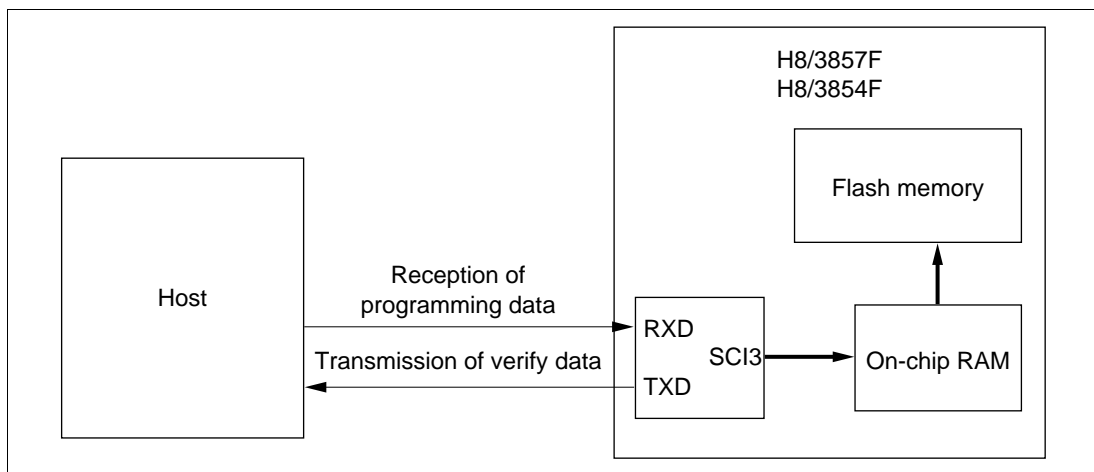 H8/3857F
H8/3854F
Flash memory
Host
Reception of
programming data
Transmission of verify data
RXD
SCI3
TXD
On-chip RAM